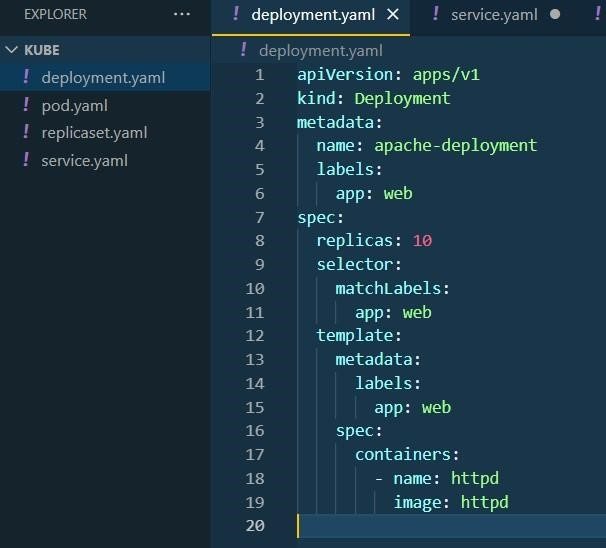 EXPLORER ...
KUBE
! deployment.yaml
! pod.yaml
! replicaset.yaml
! service.yaml
! deployment.yaml × ! service.yaml ● !
! deployment.yaml
1 apiVersion: apps/v1
2 kind: Deployment
3 metadata:
4   name: apache-deployment
5   labels:
6     app: web
7 spec:
8   replicas: 10
9   selector:
10     matchLabels:
11       app: web
12   template:
13     metadata:
14       labels:
15         app: web
16     spec:
17       containers:
18         - name: httpd
19           image: httpd
20